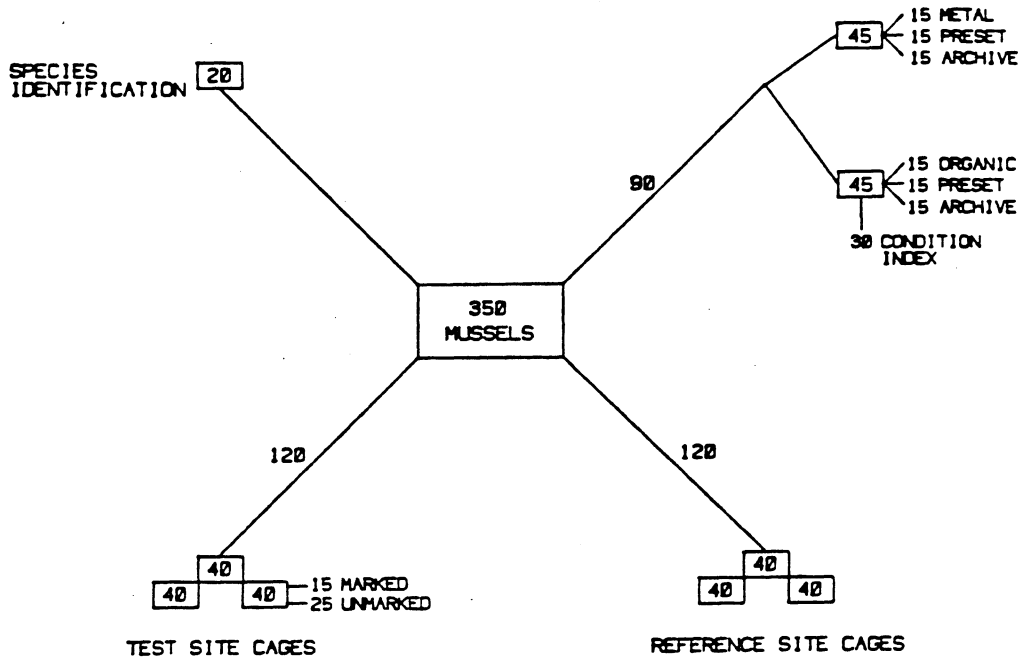 15 METAL
45
15 PRESET
15 ARCHIVE
SPECIES
IDENTIFICATION
20
90
15 ORGANIC
45
15 PRESET
15 ARCHIVE
30 CONDITION
INDEX
350
MUSSELS
120
120
40
40
40
15 MARKED
25 UNMARKED
40
40
40
TEST SITE CAGES
REFERENCE SITE CAGES